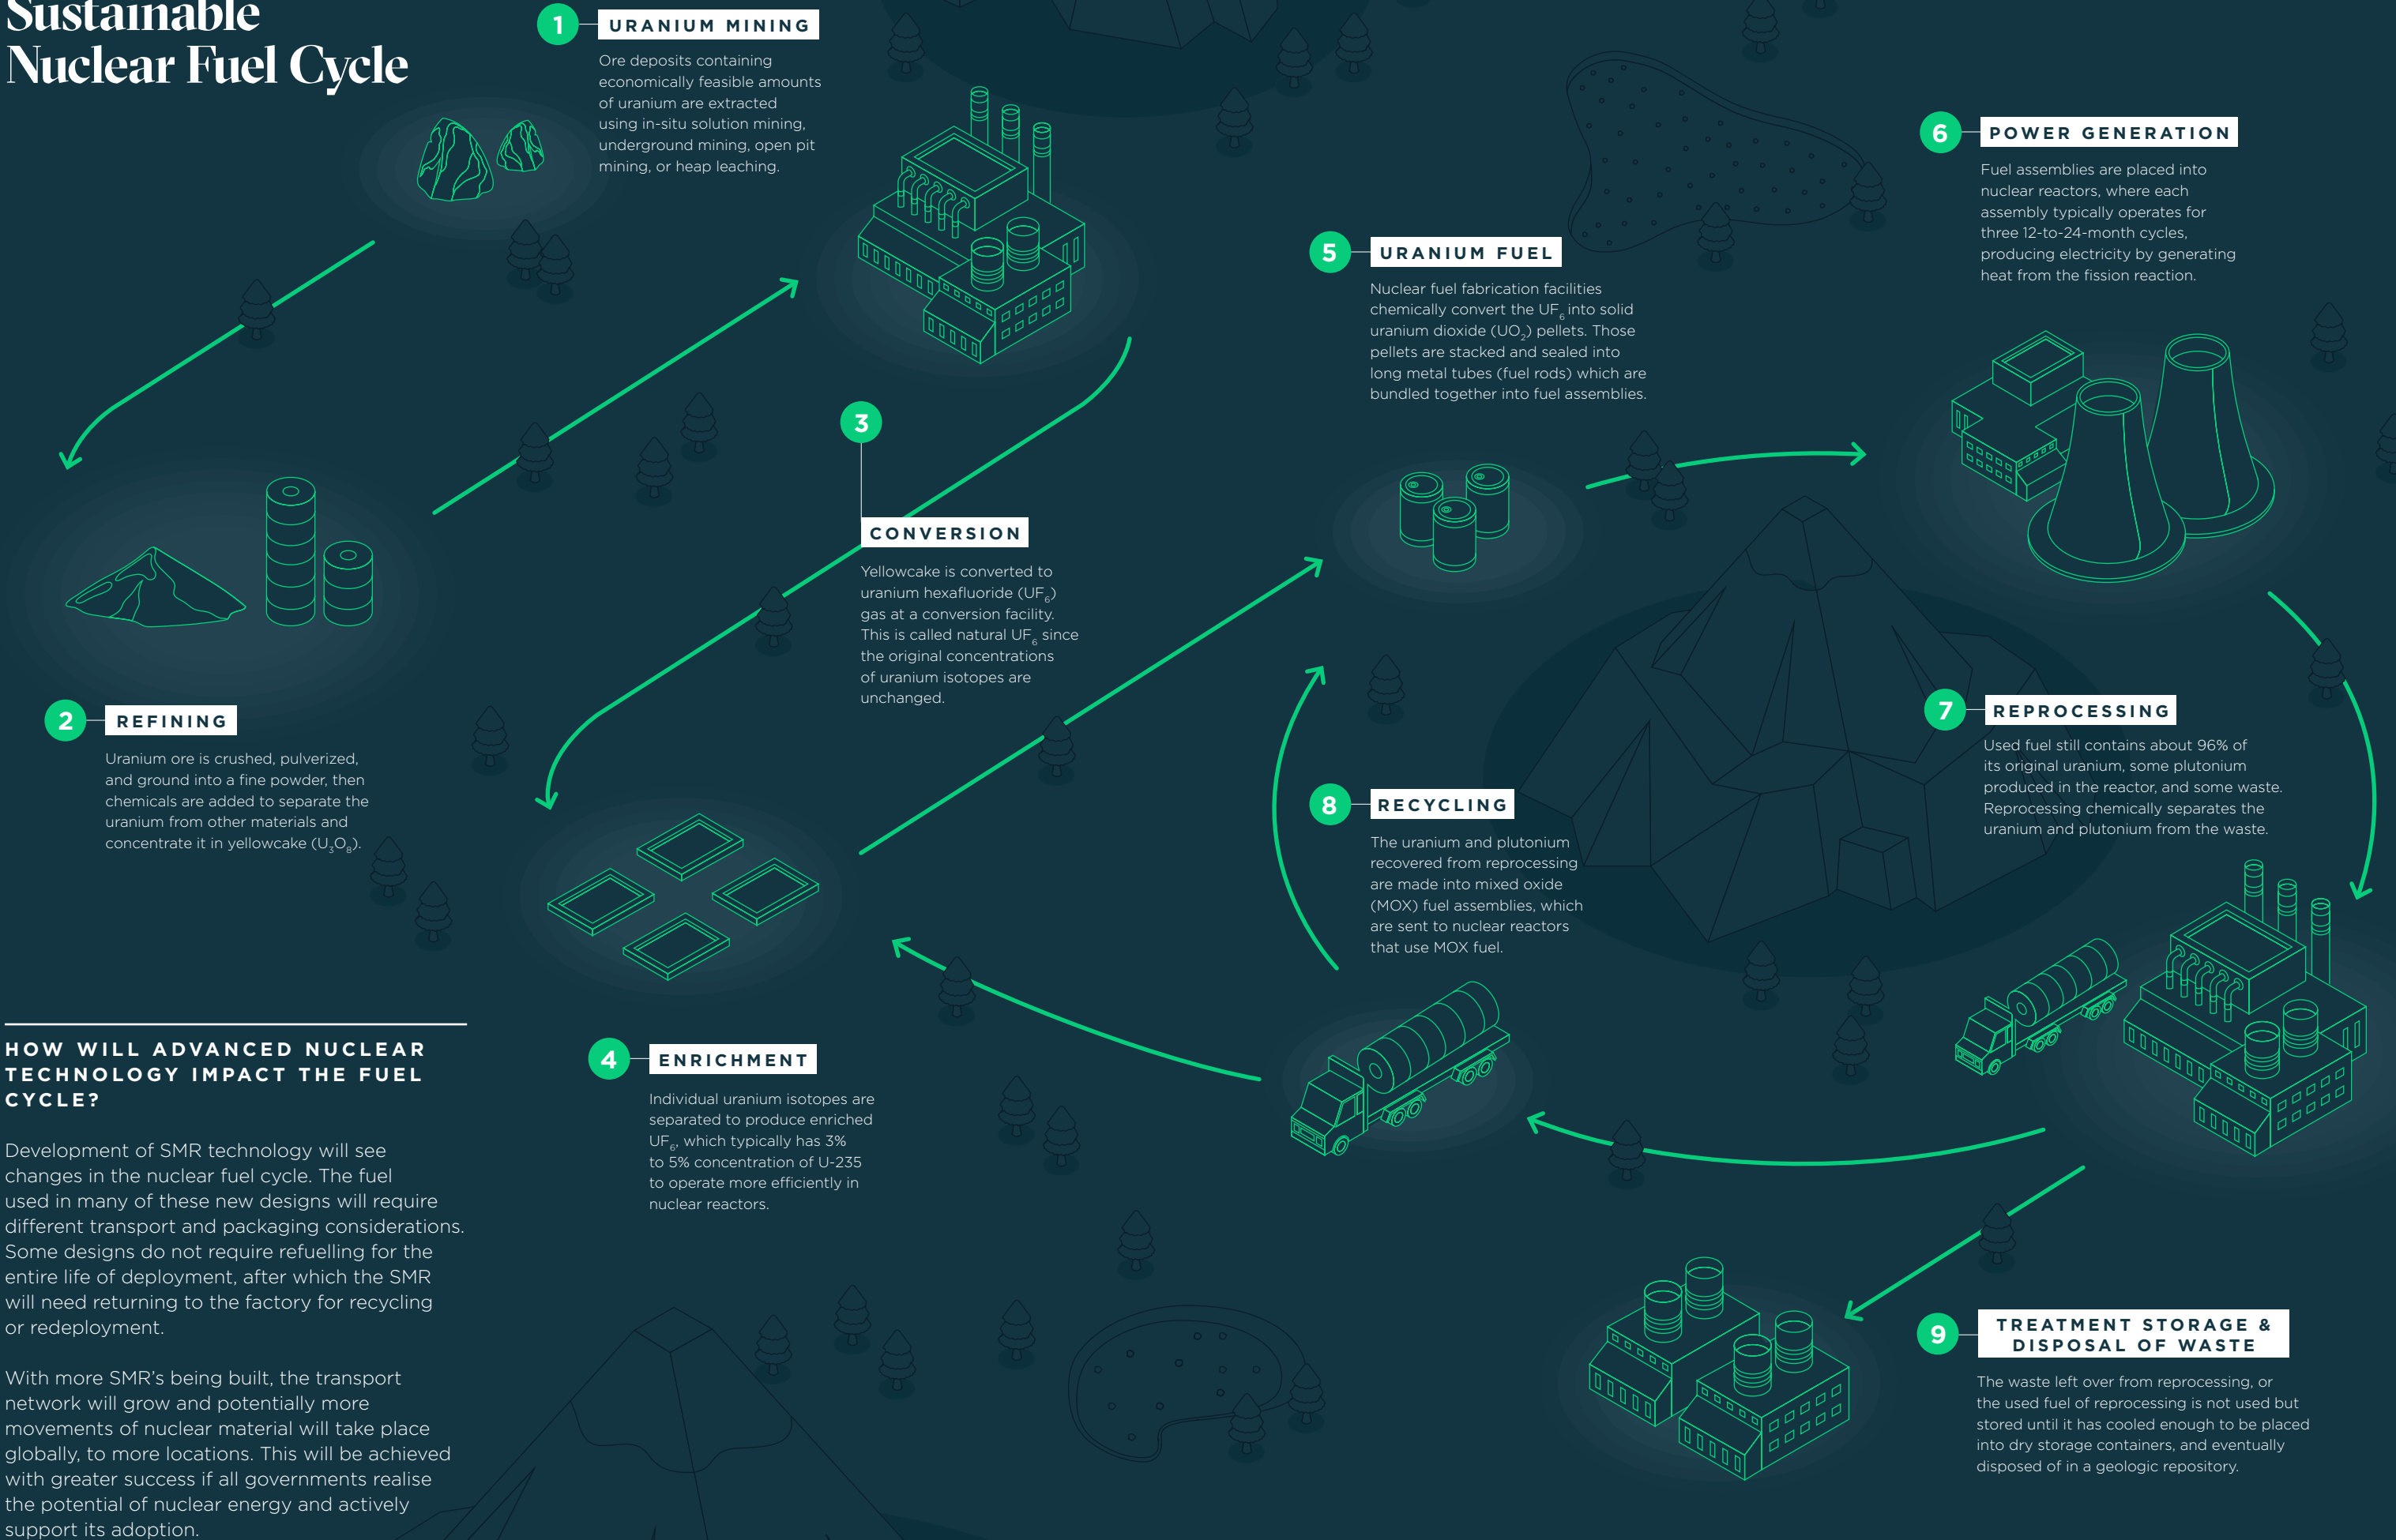 Sustainable
Nuclear Fuel Cycle
1
URANIUM MINING
Ore deposits containing
economically feasible amounts
of uranium are extracted
using in-situ solution mining,
underground mining, open pit
mining, or heap leaching.
2
REFINING
Uranium ore is crushed, pulverized,
and ground into a fine powder, then
chemicals are added to separate the
uranium from other materials and
concentrate it in yellowcake (U₃O₈).
3
CONVERSION
Yellowcake is converted to
uranium hexafluoride (UF₆)
gas at a conversion facility.
This is called natural UF₆ since
the original concentrations
of uranium isotopes are
unchanged.
4
ENRICHMENT
Individual uranium isotopes are
separated to produce enriched
UF₆, which typically has 3%
to 5% concentration of U-235
to operate more efficiently in
nuclear reactors.
5
URANIUM FUEL
Nuclear fuel fabrication facilities
chemically convert the UF₆ into solid
uranium dioxide (UO₂) pellets. Those
pellets are stacked and sealed into
long metal tubes (fuel rods) which are
bundled together into fuel assemblies.
6
POWER GENERATION
Fuel assemblies are placed into
nuclear reactors, where each
assembly typically operates for
three 12-to-24-month cycles,
producing electricity by generating
heat from the fission reaction.
7
REPROCESSING
Used fuel still contains about 96% of
its original uranium, some plutonium
produced in the reactor, and some waste.
Reprocessing chemically separates the
uranium and plutonium from the waste.
8
RECYCLING
The uranium and plutonium
recovered from reprocessing
are made into mixed oxide
(MOX) fuel assemblies, which
are sent to nuclear reactors
that use MOX fuel.
9
TREATMENT STORAGE &
DISPOSAL OF WASTE
The waste left over from reprocessing, or
the used fuel of reprocessing is not used but
stored until it has cooled enough to be placed
into dry storage containers, and eventually
disposed of in a geologic repository.
HOW WILL ADVANCED NUCLEAR
TECHNOLOGY IMPACT THE FUEL
CYCLE?
Development of SMR technology will see
changes in the nuclear fuel cycle. The fuel
used in many of these new designs will require
different transport and packaging considerations.
Some designs do not require refuelling for the
entire life of deployment, after which the SMR
will need returning to the factory for recycling
or redeployment.
With more SMR's being built, the transport
network will grow and potentially more
movements of nuclear material will take place
globally, to more locations. This will be achieved
with greater success if all governments realise
the potential of nuclear energy and actively
support its adoption.